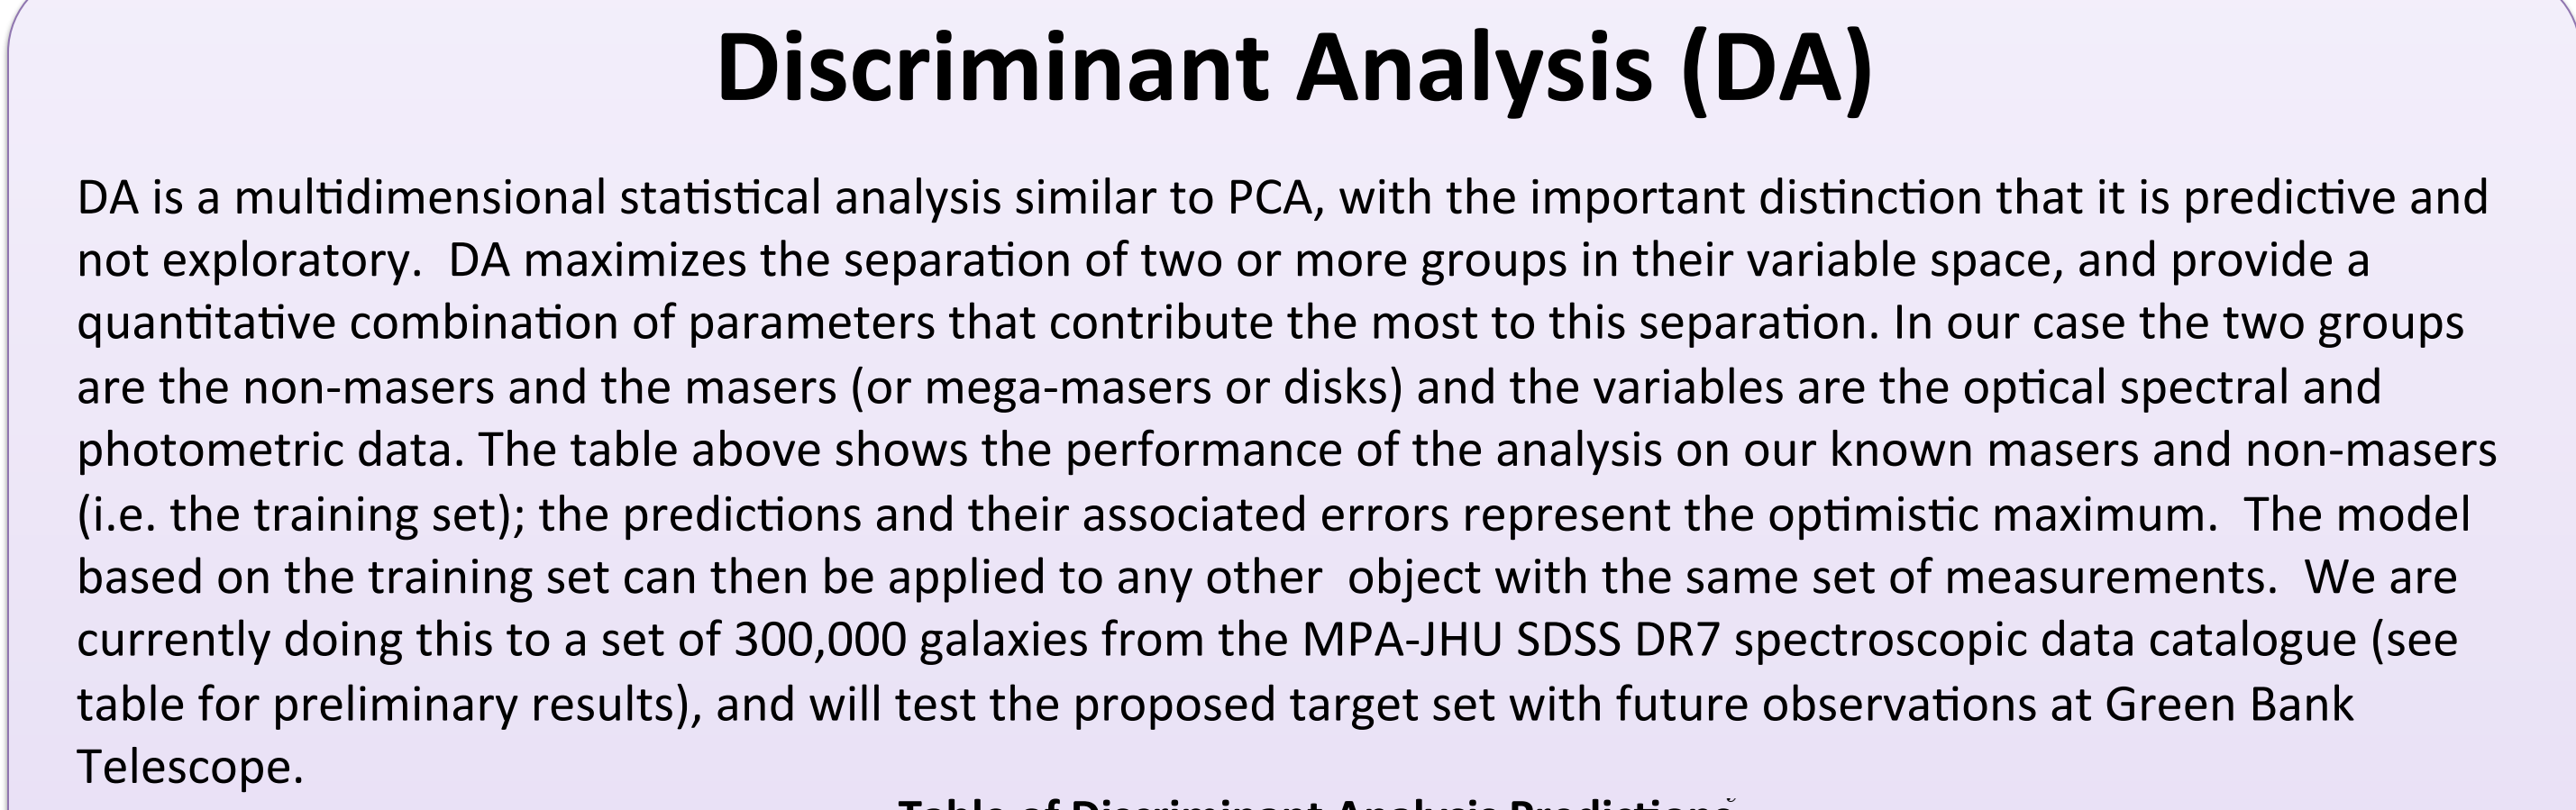 Discriminant Analysis (DA)
DA is a multidimensional statistical analysis similar to PCA, with the important distinction that it is predictive and
not exploratory.  DA maximizes the separation of two or more groups in their variable space, and provide a
quantitative combination of parameters that contribute the most to this separation. In our case the two groups
are the non-masers and the masers (or mega-masers or disks) and the variables are the optical spectral and
photometric data. The table above shows the performance of the analysis on our known masers and non-masers
(i.e. the training set); the predictions and their associated errors represent the optimistic maximum.  The model
based on the training set can then be applied to any other  object with the same set of measurements.  We are
currently doing this to a set of 300,000 galaxies from the MPA-JHU SDSS DR7 spectroscopic data catalogue (see
table for preliminary results), and will test the proposed target set with future observations at Green Bank
Telescope.
Table of Discriminant Analysis Predictions